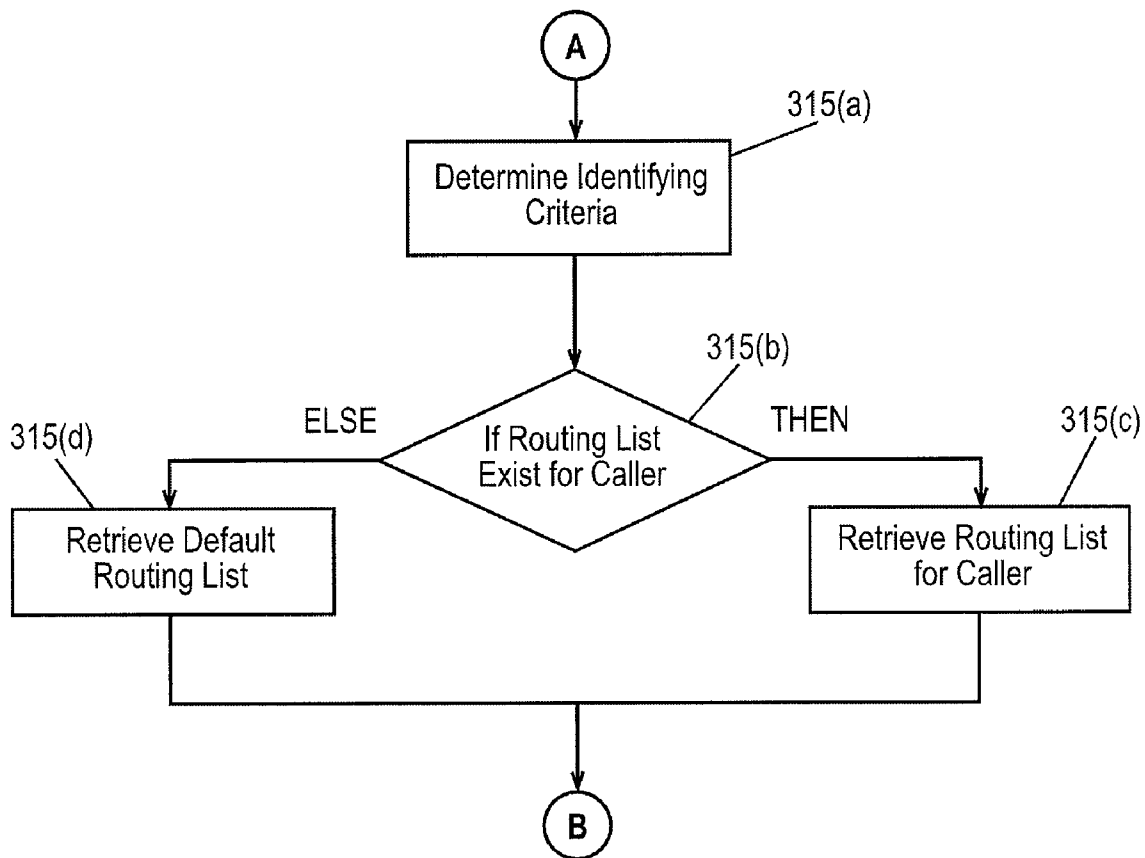 A
315(a)
Determine Identifying
Criteria
315(b)
ELSE
THEN
315(d)
315(c)
If Routing List
Exist for Caller
Retrieve Default
Routing List
Retrieve Routing List
for Caller
B